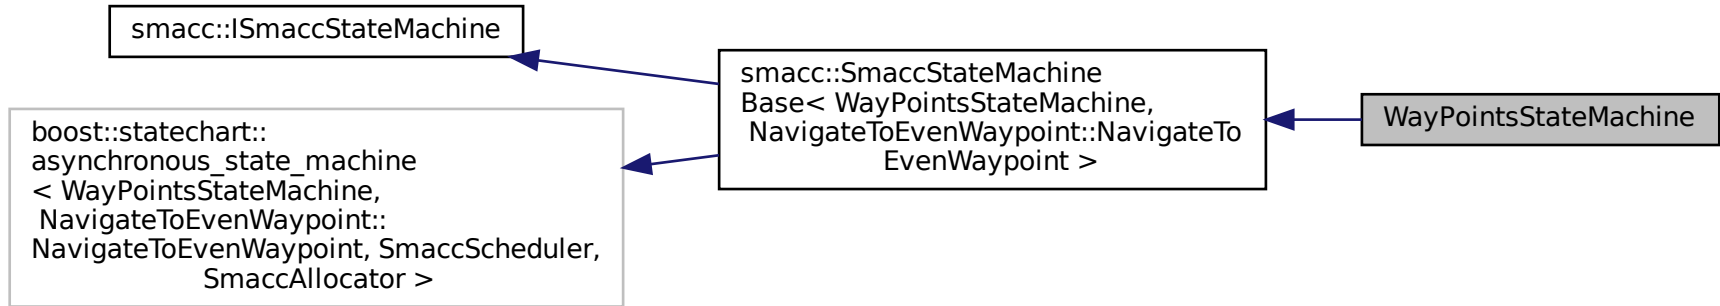 smacc::ISmaccStateMachine
boost::statechart::
asynchronous_state_machine
< WayPointsStateMachine,
NavigateToEvenWaypoint::
NavigateToEvenWaypoint, SmaccScheduler,
SmaccAllocator >
smacc::SmaccStateMachine
Base< WayPointsStateMachine,
NavigateToEvenWaypoint::NavigateTo
EvenWaypoint >
WayPointsStateMachine